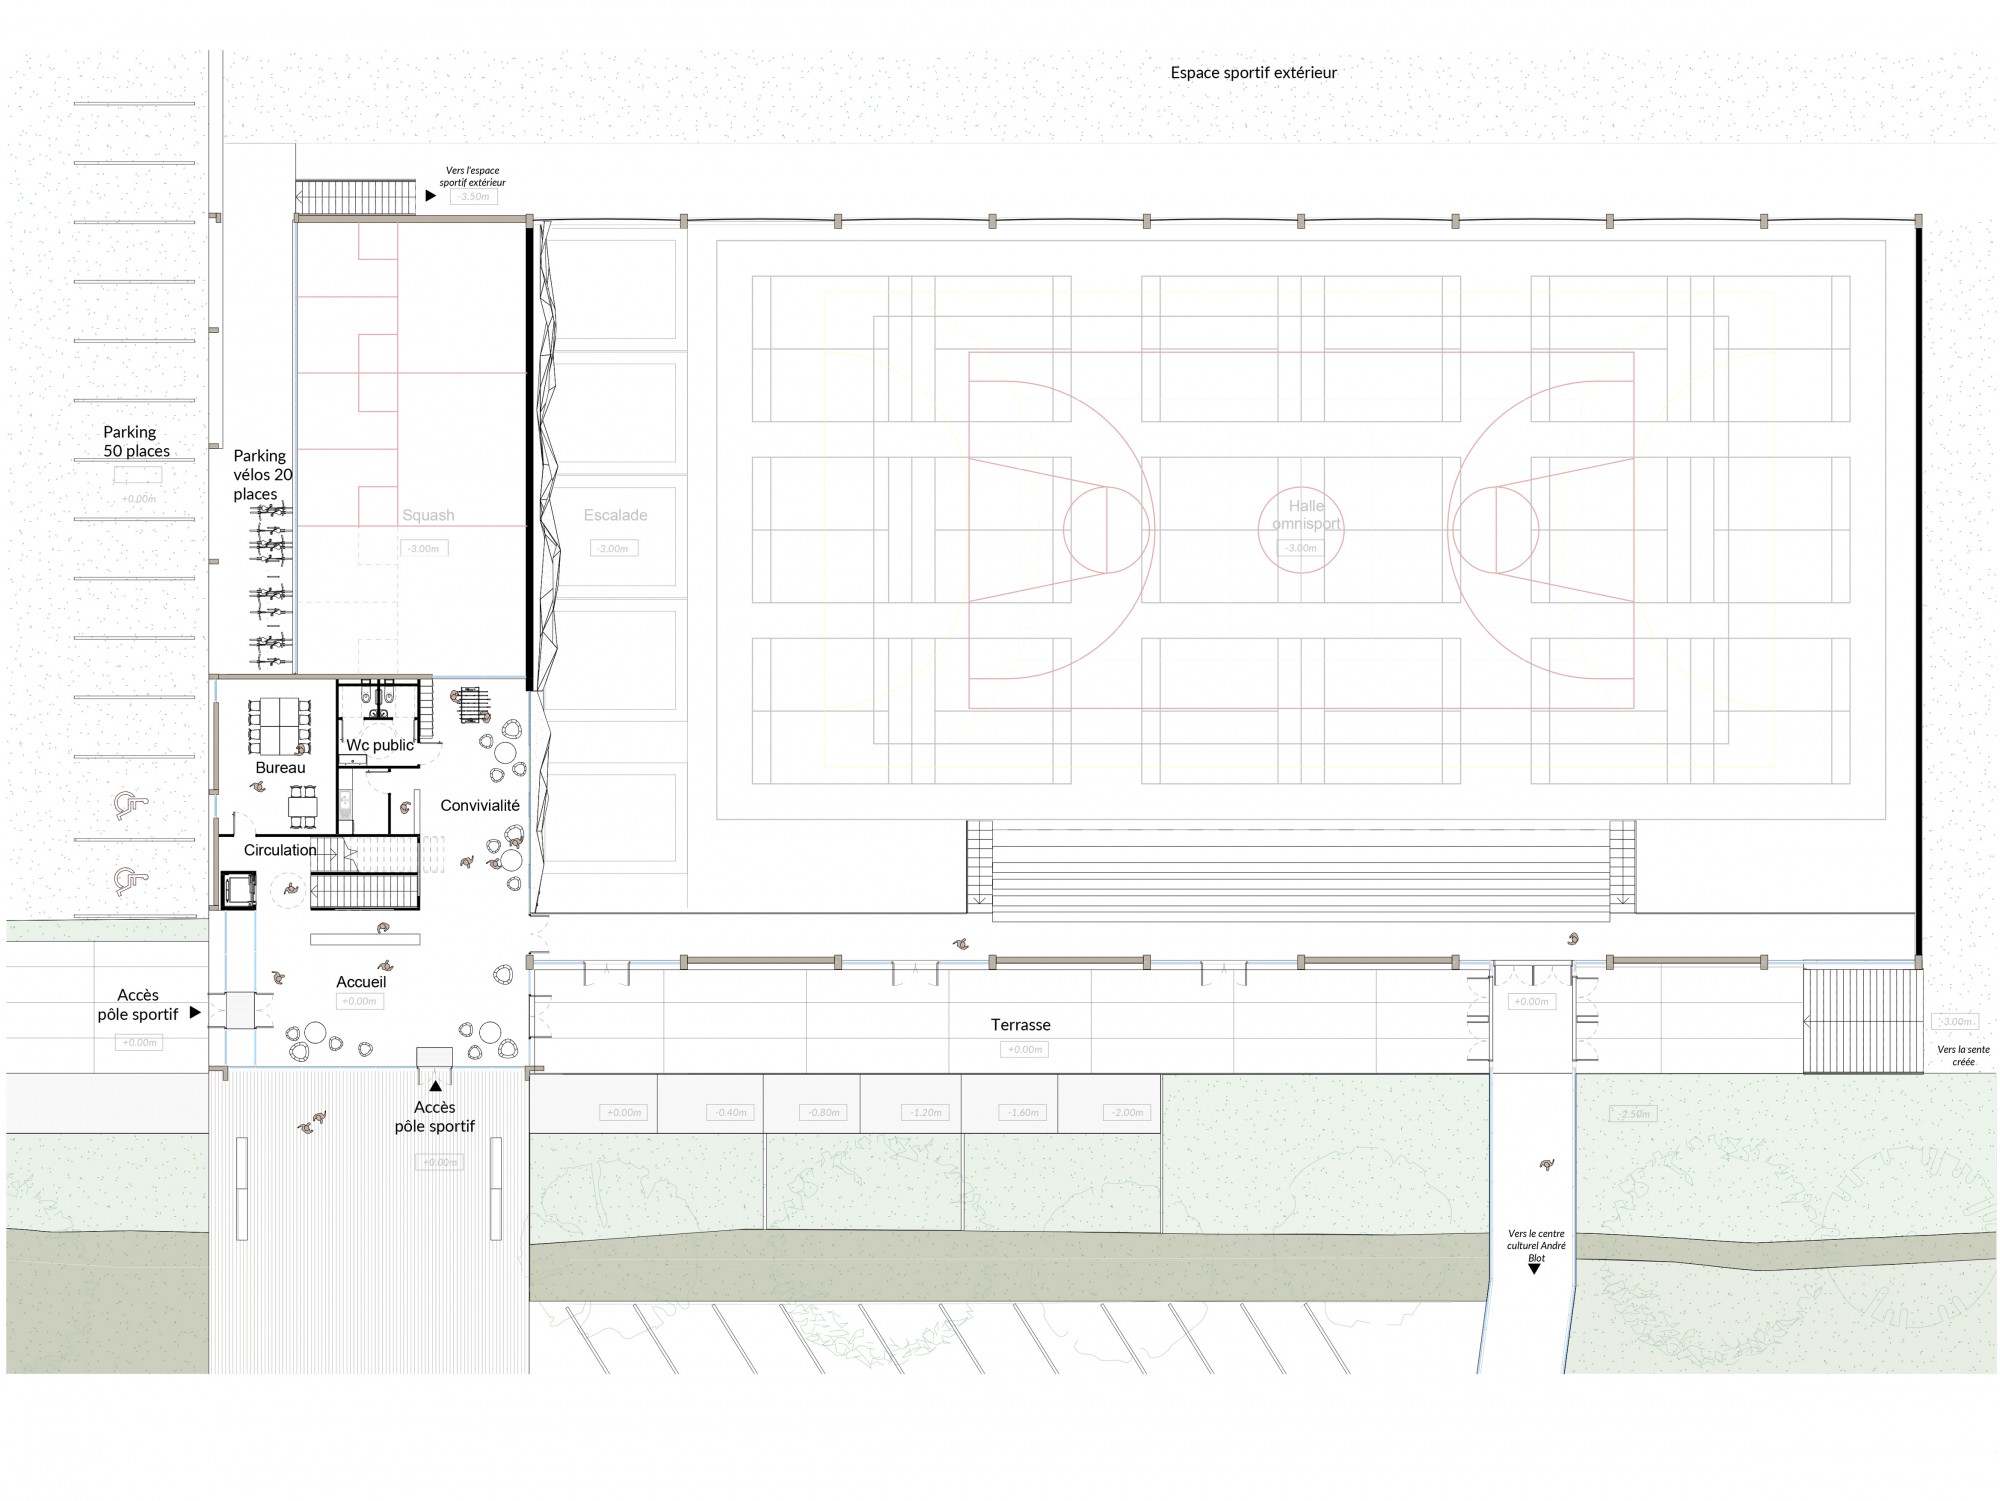 Espace sportif extérieur
Vers l'espace
sportif extérieur
-3.50m
Parking
50 places
+0.00m
Parking
vélos 20
places
Squash
-3.00m
Escalade
-3.00m
Halle
omnisport
-3.00m
Wc public
Bureau
Convivialité
Circulation
Accueil
+0.00m
Accès
pôle sportif
+0.00m
Terrasse
+0.00m
+0.00m
-3.00m
Vers la sente
créée
Accès
pôle sportif
+0.00m
+0.00m
-0.40m
-0.80m
-1.20m
-1.60m
-2.00m
-2.50m
Vers le centre
culturel André
Blot